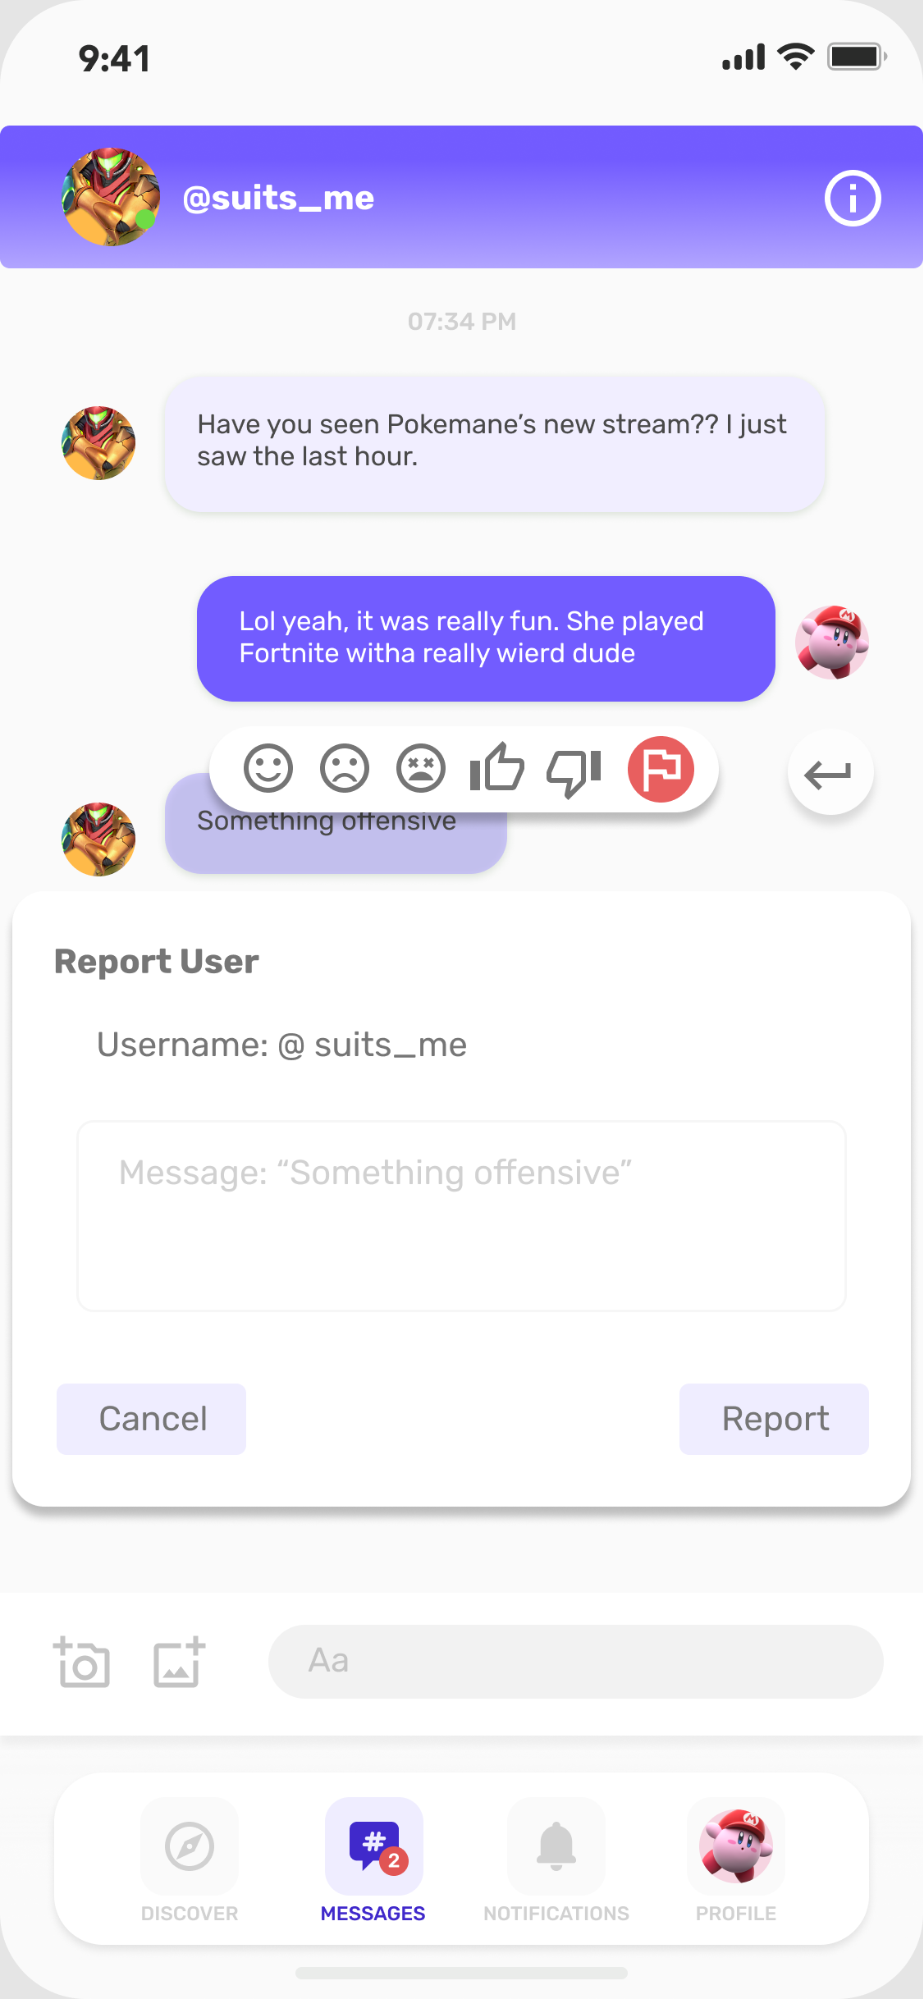 9:41
@suits_me
07:34 PM
Have you seen Pokemane’s new stream?? I just
saw the last hour.
Lol yeah, it was really fun. She played
Fortnite witha really wierd dude
Something offensive
Report User
Username: @ suits_me
Message: “Something offensive”
Cancel
Report
Aa
#
2
DISCOVER
MESSAGES
NOTIFICATIONS
PROFILE